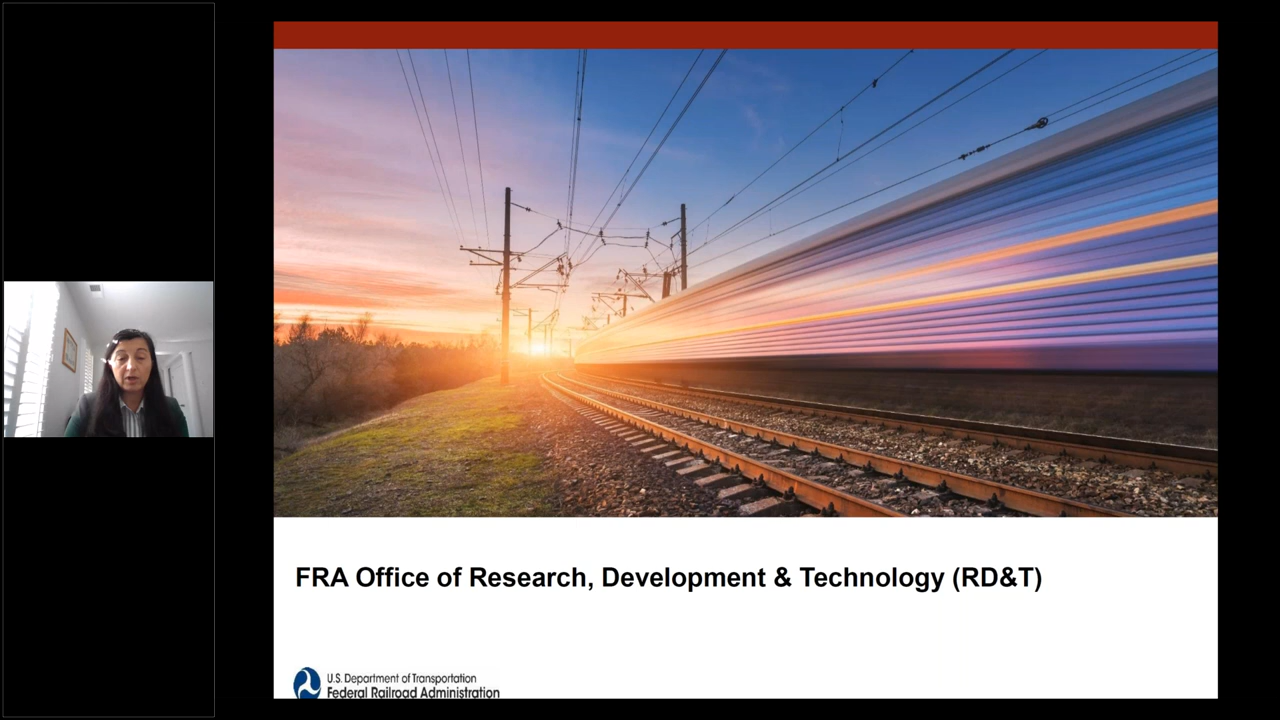 FRA Office of Research, Development & Technology (RD&T)
U.S. Department of Transportation
Federal Railroad Administration